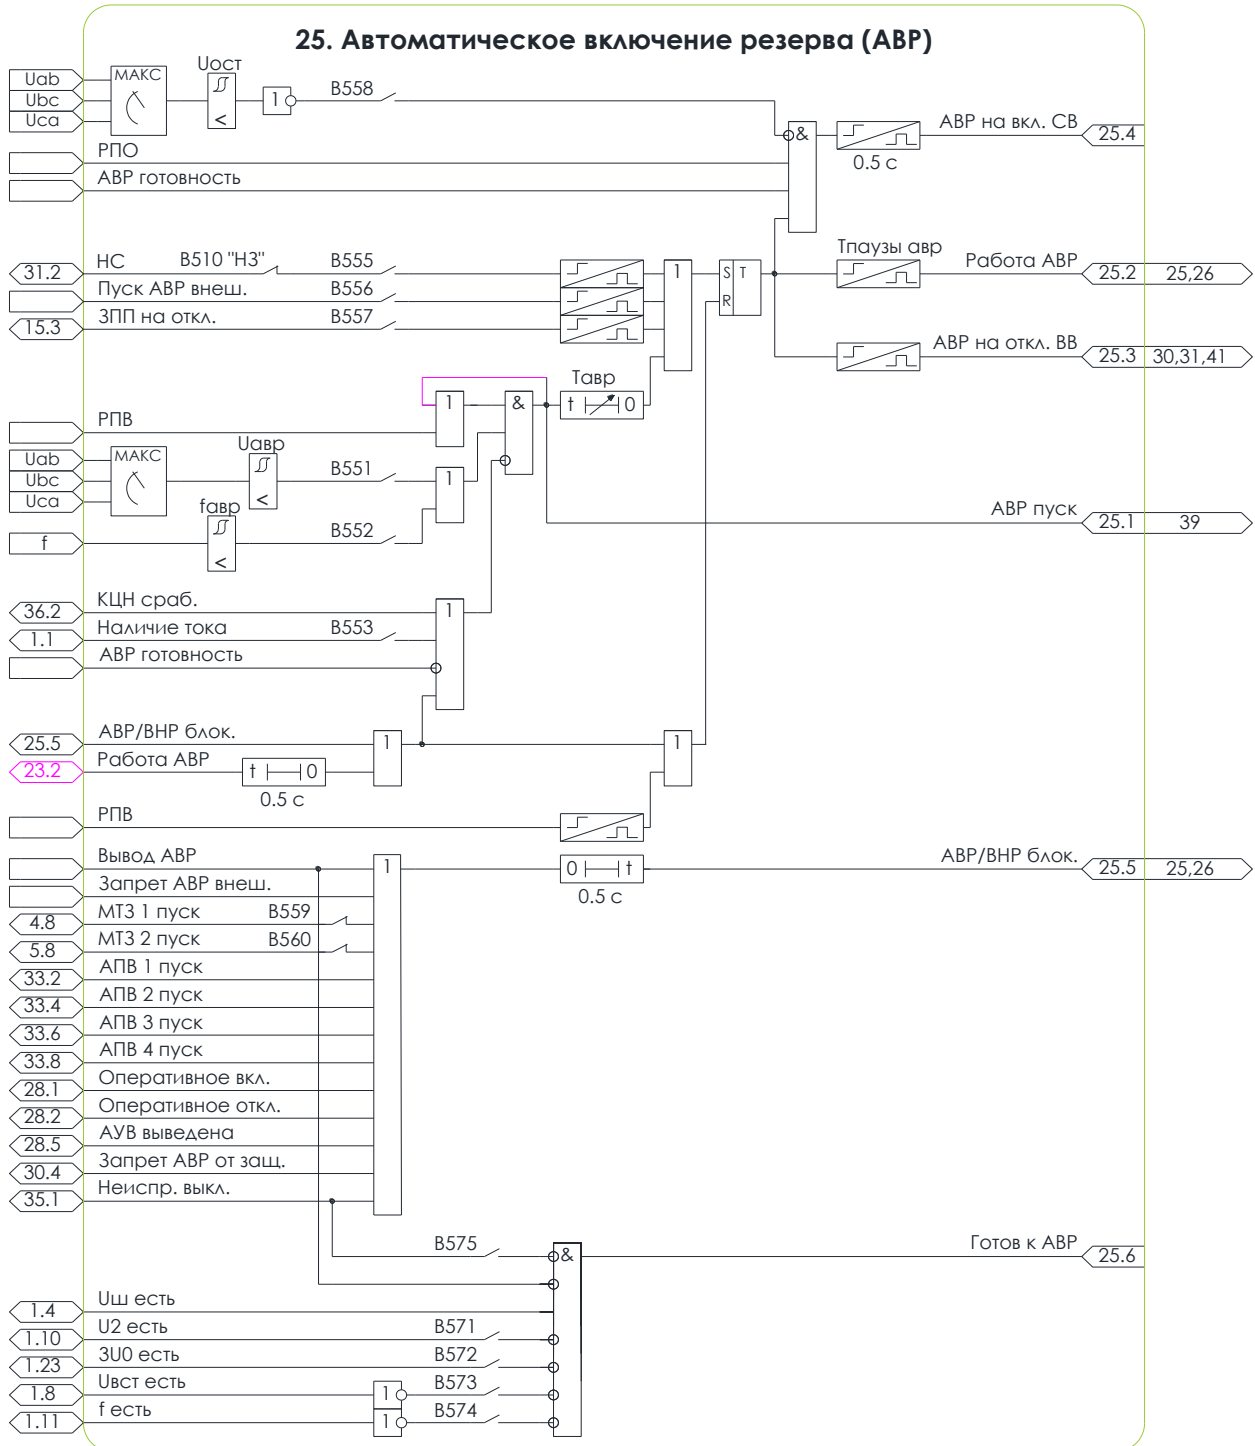 25. Автоматическое включение резерва (АВР)
Uab
Ubc
Uca
МАКС
Uост
<
1
B558
&
АВР на вкл. СВ
25.4
0.5 с
РПО
АВР готовность
31.2
НС
B510 "НЗ"
B555
1
S T
R
Tпаузы авр
Работа АВР
25.2
25,26
Пуск АВР внеш.
B556
15.3
ЗПП на откл.
B557
АВР на откл. ВВ
25.3
30,31,41
Тавр
t
0
1
&
РПВ
Uab
Ubc
Uca
МАКС
Uавр
<
B551
1
fавр
<
f
B552
АВР пуск
25.1
39
36.2
КЦН сраб.
1
1.1
Наличие тока
B553
АВР готовность
25.5
АВР/ВНР блок.
1
1
23.2
Работа АВР
t
0
0.5 с
РПВ
Вывод АВР
1
0
t
0.5 с
АВР/ВНР блок.
25.5
25,26
Запрет АВР внеш.
4.8
МТЗ 1 пуск
B559
5.8
МТЗ 2 пуск
B560
33.2
АПВ 1 пуск
33.4
АПВ 2 пуск
33.6
АПВ 3 пуск
33.8
АПВ 4 пуск
28.1
Оперативное вкл.
28.2
Оперативное откл.
28.5
АУВ выведена
30.4
Запрет АВР от защ.
35.1
Неиспр. выкл.
B575
&
Готов к АВР
25.6
1.4
Uш есть
1.10
U2 есть
B571
1.23
3U0 есть
B572
1.8
Uвст есть
1
B573
1.11
f есть
1
B574